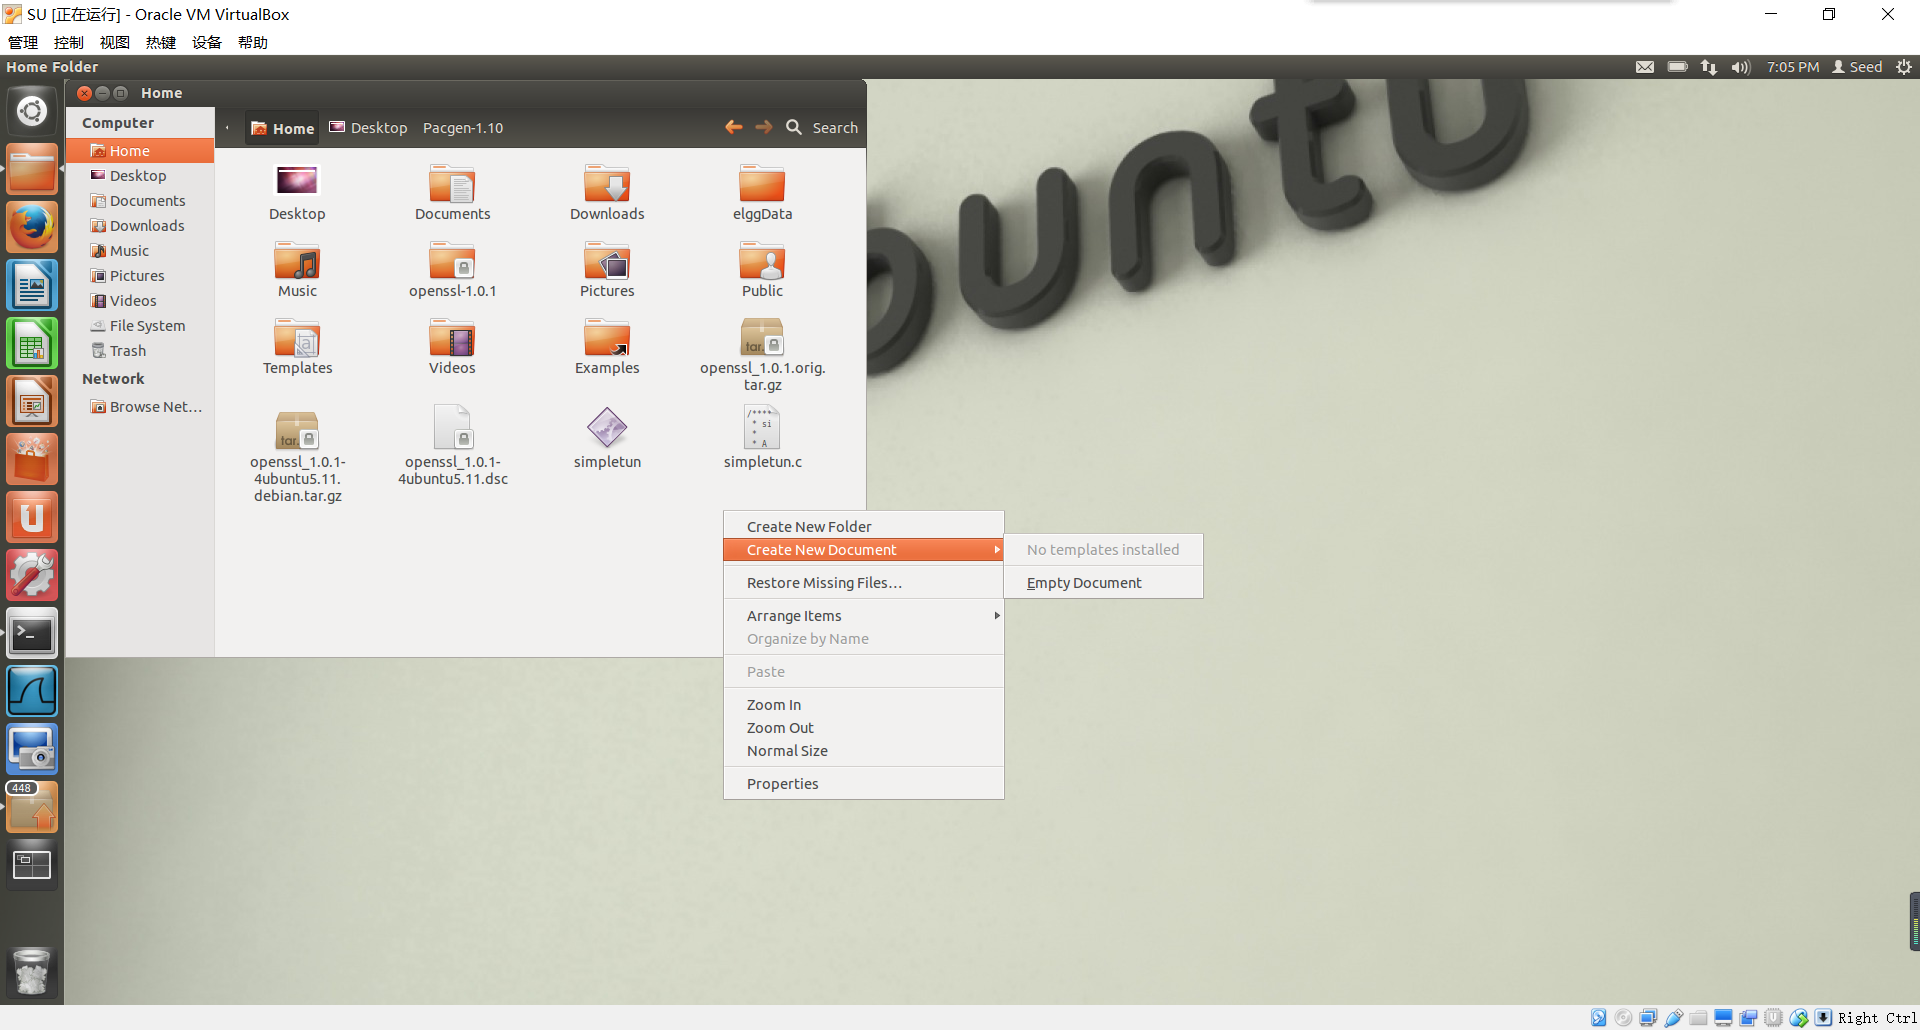 SU [正在运行] - Oracle VM VirtualBox
管理 控制 视图 热键 设备 帮助
Home Folder
7:05 PM Seed
Home
Computer
Home
Desktop
Documents
Downloads
Music
Pictures
Videos
File System
Trash
Network
Browse Net…
Home Desktop Pacgen-1.10 Search
Desktop Documents Downloads elggData
Music openssl-1.0.1 Pictures Public
tar.
Templates Videos Examples openssl_1.0.1.orig.
tar.gz
/****
* si
*
* A
tar.
openssl_1.0.1- openssl_1.0.1- simpletun simpletun.c
4ubuntu5.11. 4ubuntu5.11.dsc
debian.tar.gz
Create New Folder
Create New Document
Restore Missing Files…
Arrange Items
Organize by Name
Paste
Zoom In
Zoom Out
Normal Size
Properties
No templates installed
Empty Document
448
ountu
Right Ctrl